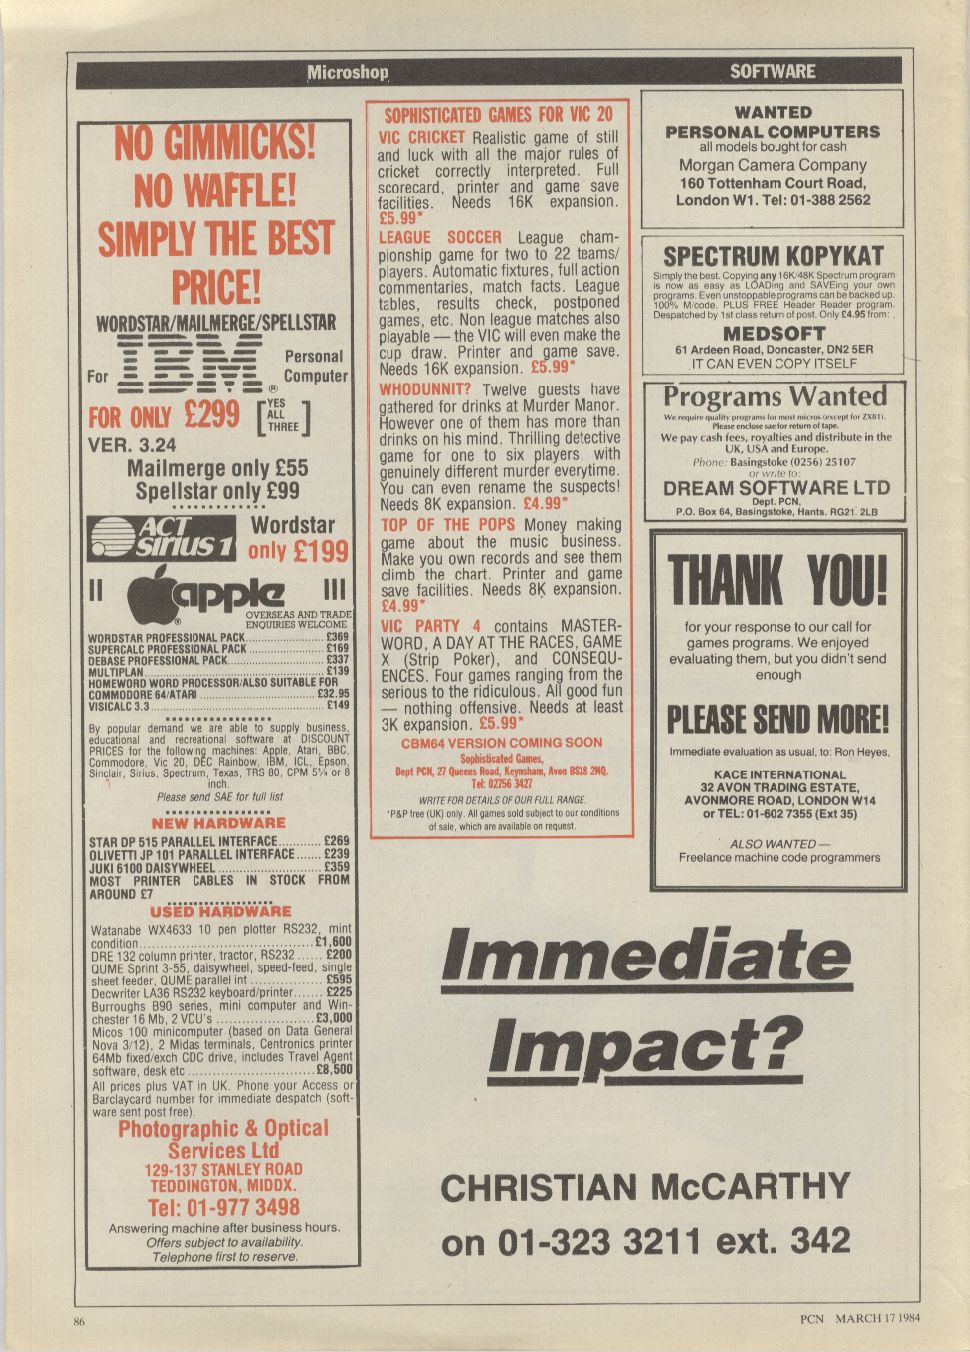 Microshop
SOFTWARE
NO GIMMICKS!
NO WAFFLE!
SIMPLY THE BEST
PRICE!
WORDSTAR/MAILMERGE/SPELLSTAR
For IBM® Personal
Computer
FOR ONLY £299 [YES
ALL
THREE]
VER. 3.24
Mailmerge only £55
Spellstar only £99
ACT
sirius 1
Wordstar
only £199
II apple III
OVERSEAS AND TRADE
ENQUIRIES WELCOME
WORDSTAR PROFESSIONAL PACK......................£369
SUPERCALC PROFESSIONAL PACK......................£169
DEBASE PROFESSIONAL PACK......................£337
MULTIPLAN......................£139
HOMEWORD WORD PROCESSOR/ALSO SUITABLE FOR
COMMODORE 64/ATARI......................£32.95
VISICALC 3.3......................£149
By popular demand we are able to supply business,
educational and recreational software at DISCOUNT
PRICES for the following machines: Apple, Atari, BBC,
Commodore, Vic 20, DEC Rainbow, IBM, ICL, Epson,
Sinclair, Sirius, Spectrum, Texas, TRS 80, CPM 5¼ or 8
inch.
Please send SAE for full list
NEW HARDWARE
STAR DP 515 PARALLEL INTERFACE...........£269
OLIVETTI JP 101 PARALLEL INTERFACE.......£239
JUKI 6100 DAISYWHEEL......................£359
MOST PRINTER CABLES IN STOCK FROM
AROUND £7
USED HARDWARE
Watanabe WX4633 10 pen plotter RS232, mint
condition......................£1,600
DRE 132 column printer, tractor, RS232......£200
QUME Sprint 3-55, daisywheel, speed-feed, single
sheet feeder, QUME parallel int.................£595
Decwriter LA36 RS232 keyboard/printer.......£225
Burroughs B90 series, mini computer and Win-
chester 16 Mb, 2 VDU's......................£3,000
Micos 100 minicomputer (based on Data General
Nova 3/12), 2 Midas terminals, Centronics printer
64Mb fixed/exch CDC drive, includes Travel Agent
software, desk etc......................£8,500
All prices plus VAT in UK. Phone your Access or
Barclaycard number for immediate despatch (soft-
ware sent post free).
Photographic & Optical
Services Ltd
129-137 STANLEY ROAD
TEDDINGTON, MIDDX.
Tel: 01-977 3498
Answering machine after business hours.
Offers subject to availability.
Telephone first to reserve.
SOPHISTICATED GAMES FOR VIC 20
VIC CRICKET Realistic game of still
and luck with all the major rules of
cricket correctly interpreted. Full
scorecard, printer and game save
facilities. Needs 16K expansion.
£5.99*
LEAGUE SOCCER League cham-
pionship game for two to 22 teams/
players. Automatic fixtures, full action
commentaries, match facts. League
tables, results check, postponed
games, etc. Non league matches also
playable — the VIC will even make the
cup draw. Printer and game save.
Needs 16K expansion. £5.99*
WHODUNNIT? Twelve guests have
gathered for drinks at Murder Manor.
However one of them has more than
drinks on his mind. Thrilling detective
game for one to six players with
genuinely different murder everytime.
You can even rename the suspects!
Needs 8K expansion. £4.99*
TOP OF THE POPS Money making
game about the music business.
Make you own records and see them
climb the chart. Printer and game
save facilities. Needs 8K expansion.
£4.99*
VIC PARTY 4 contains MASTER-
WORD, A DAY AT THE RACES, GAME
X (Strip Poker), and CONSEQU-
ENCES. Four games ranging from the
serious to the ridiculous. All good fun
— nothing offensive. Needs at least
3K expansion. £5.99*
CBM64 VERSION COMING SOON
Sophisticated Games,
Dept PCN, 27 Queens Road, Keynsham, Avon BS18 2NQ.
Tel: 02756 3427
WRITE FOR DETAILS OF OUR FULL RANGE.
*P&P free (UK) only. All games sold subject to our conditions
of sale, which are available on request.
WANTED
PERSONAL COMPUTERS
all models bought for cash
Morgan Camera Company
160 Tottenham Court Road,
London W1. Tel: 01-388 2562
SPECTRUM KOPYKAT
Simply the best. Copying any 16K/48K Spectrum program
is now as easy as LOADing and SAVEing your own
programs. Even unstoppable programs can be backed up.
100% M/code. PLUS FREE Header Reader program.
Despatched by 1st class return of post. Only £4.95 from:
MEDSOFT
61 Ardeen Road, Doncaster, DN2 5ER
IT CAN EVEN COPY ITSELF
Programs Wanted
We require quality programs for most micros (except for ZX81).
Please enclose sae for return of tape.
We pay cash fees, royalties and distribute in the
UK, USA and Europe.
Phone: Basingstoke (0256) 25107
or write to:
DREAM SOFTWARE LTD
Dept. PCN,
P.O. Box 64, Basingstoke, Hants. RG21 2LB
THANK YOU!
for your response to our call for
games programs. We enjoyed
evaluating them, but you didn't send
enough
PLEASE SEND MORE!
Immediate evaluation as usual, to: Ron Heyes,
KACE INTERNATIONAL
32 AVON TRADING ESTATE,
AVONMORE ROAD, LONDON W14
or TEL: 01-602 7355 (Ext 35)
ALSO WANTED —
Freelance machine code programmers
Immediate
Impact?
CHRISTIAN McCARTHY
on 01-323 3211 ext. 342
86
PCN MARCH 17 1984